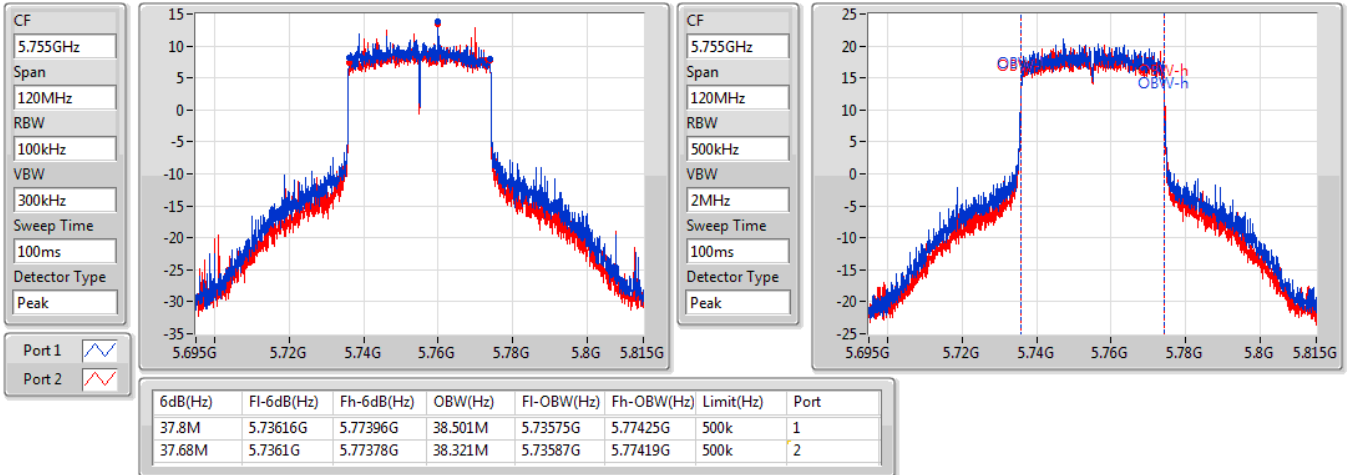 CF
5.755GHz
Span
120MHz
RBW
100kHz
VBW
300kHz
Sweep Time
100ms
Detector Type
Peak
Port 1
Port 2
15
10
5
0
-5
-10
-15
-20
-25
-30
-35
5.695G 5.72G 5.74G 5.76G 5.78G 5.8G 5.815G
CF
5.755GHz
Span
120MHz
RBW
500kHz
VBW
2MHz
Sweep Time
100ms
Detector Type
Peak
25
20
15
10
5
0
-5
-10
-15
-20
-25
OBW-h
OBW-h
5.695G 5.72G 5.74G 5.76G 5.78G 5.8G 5.815G
6dB(Hz) Fl-6dB(Hz) Fh-6dB(Hz) OBW(Hz) Fl-OBW(Hz) Fh-OBW(Hz) Limit(Hz) Port
37.8M 5.73616G 5.77396G 38.501M 5.73575G 5.77425G 500k 1
37.68M 5.7361G 5.77378G 38.321M 5.73587G 5.77419G 500k 2